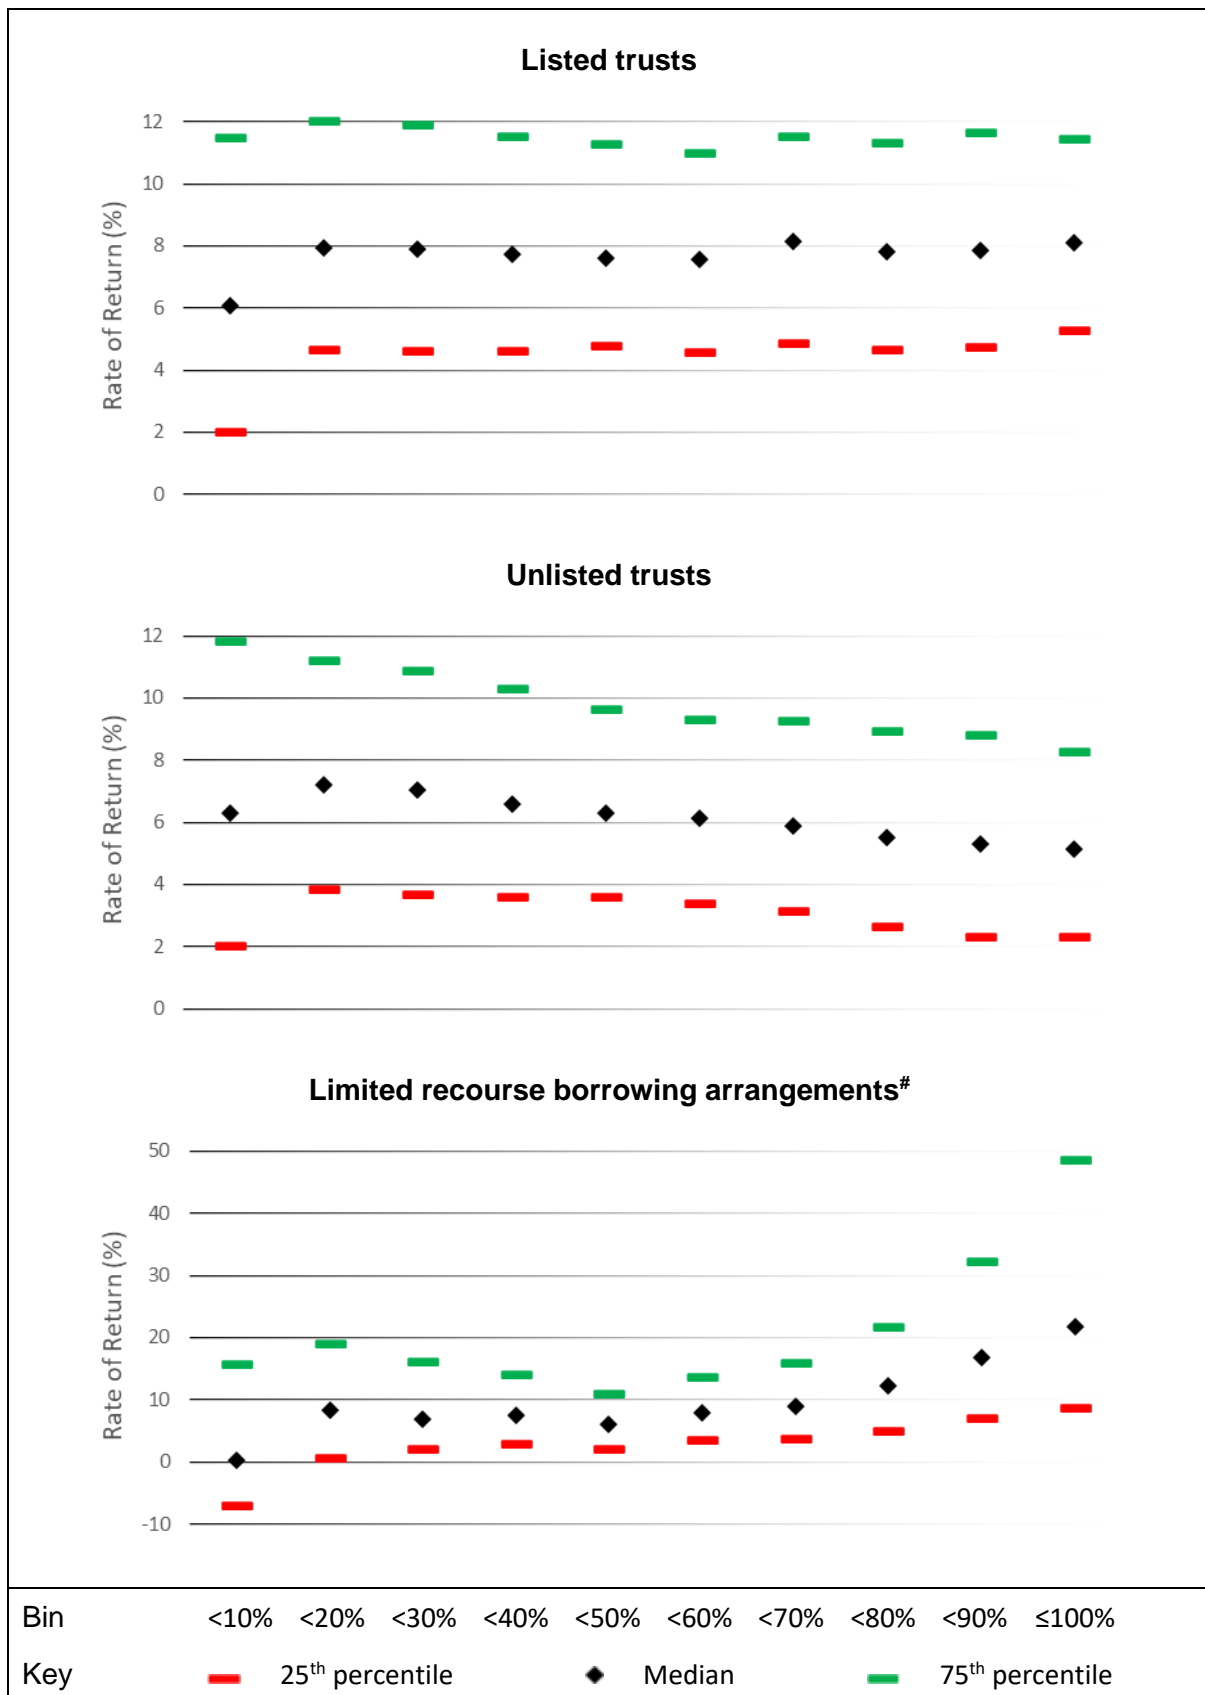 Listed trusts
12
10
8
6
4
2
0
Rate of Return (%)
Unlisted trusts
12
10
8
6
4
2
0
Rate of Return (%)
Limited recourse borrowing arrangements#
50
40
30
20
10
0
-10
Rate of Return (%)
Bin <10% <20% <30% <40% <50% <60% <70% <80% <90% ≤100%
Key 25th percentile Median 75th percentile